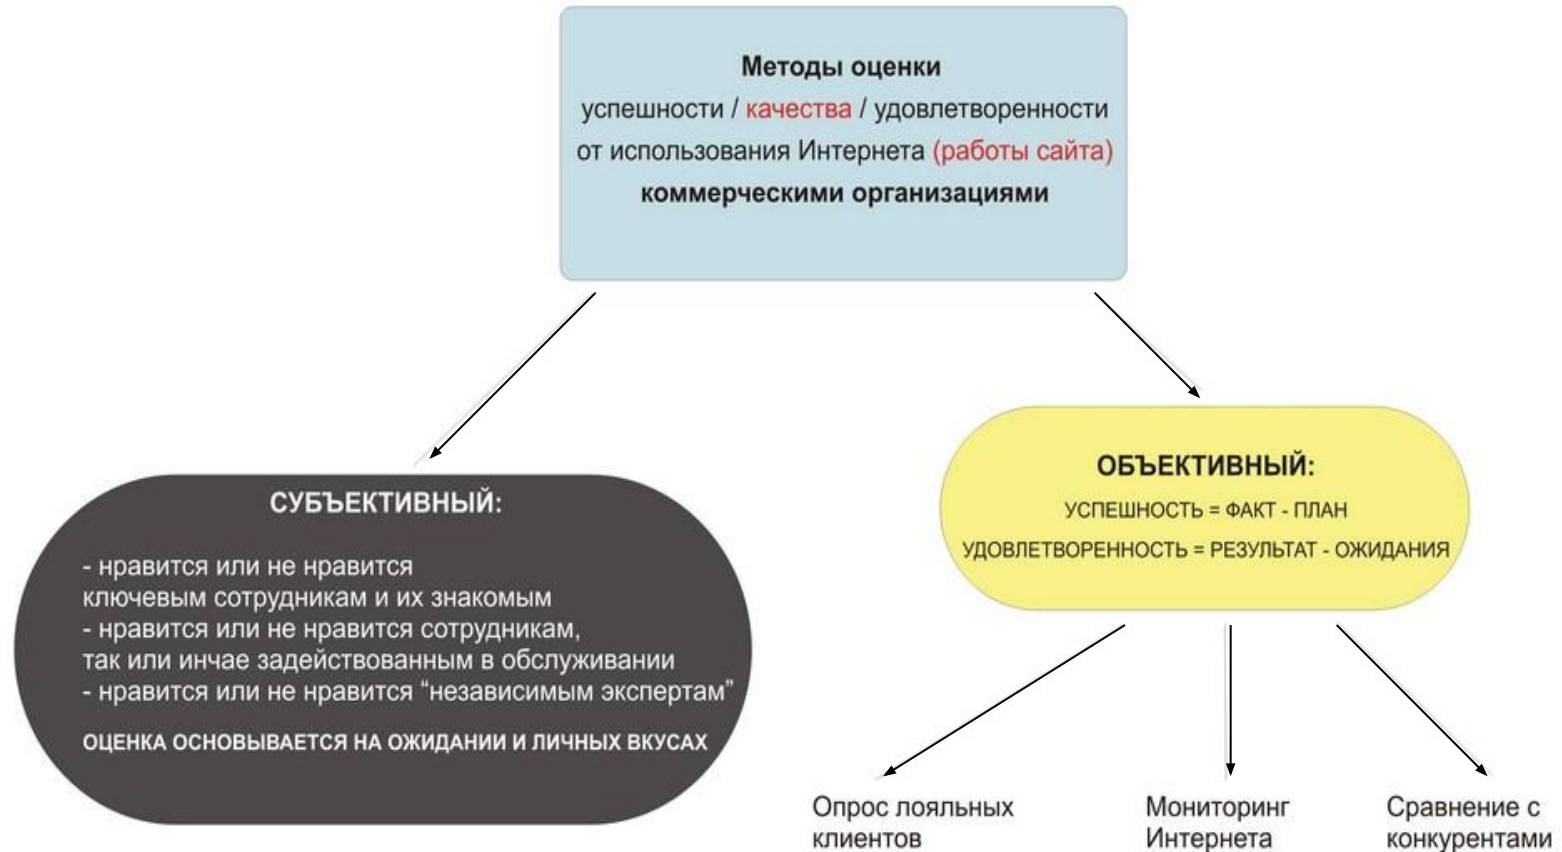 Методы оценки
успешности / качества / удовлетворенности
от использования Интернета (работы сайта)
коммерческими организациями
СУБЪЕКТИВНЫЙ:
- нравится или не нравится
ключевым сотрудникам и их знакомым
- нравится или не нравится сотрудникам,
так или инчае задействованным в обслуживании
- нравится или не нравится “независимым экспертам”
ОЦЕНКА ОСНОВЫВАЕТСЯ НА ОЖИДАНИИ И ЛИЧНЫХ ВКУСАХ
ОБЪЕКТИВНЫЙ:
УСПЕШНОСТЬ = ФАКТ - ПЛАН
УДОВЛЕТВОРЕННОСТЬ = РЕЗУЛЬТАТ - ОЖИДАНИЯ
Опрос лояльных
клиентов
Мониторинг
Интернета
Сравнение с
конкурентами